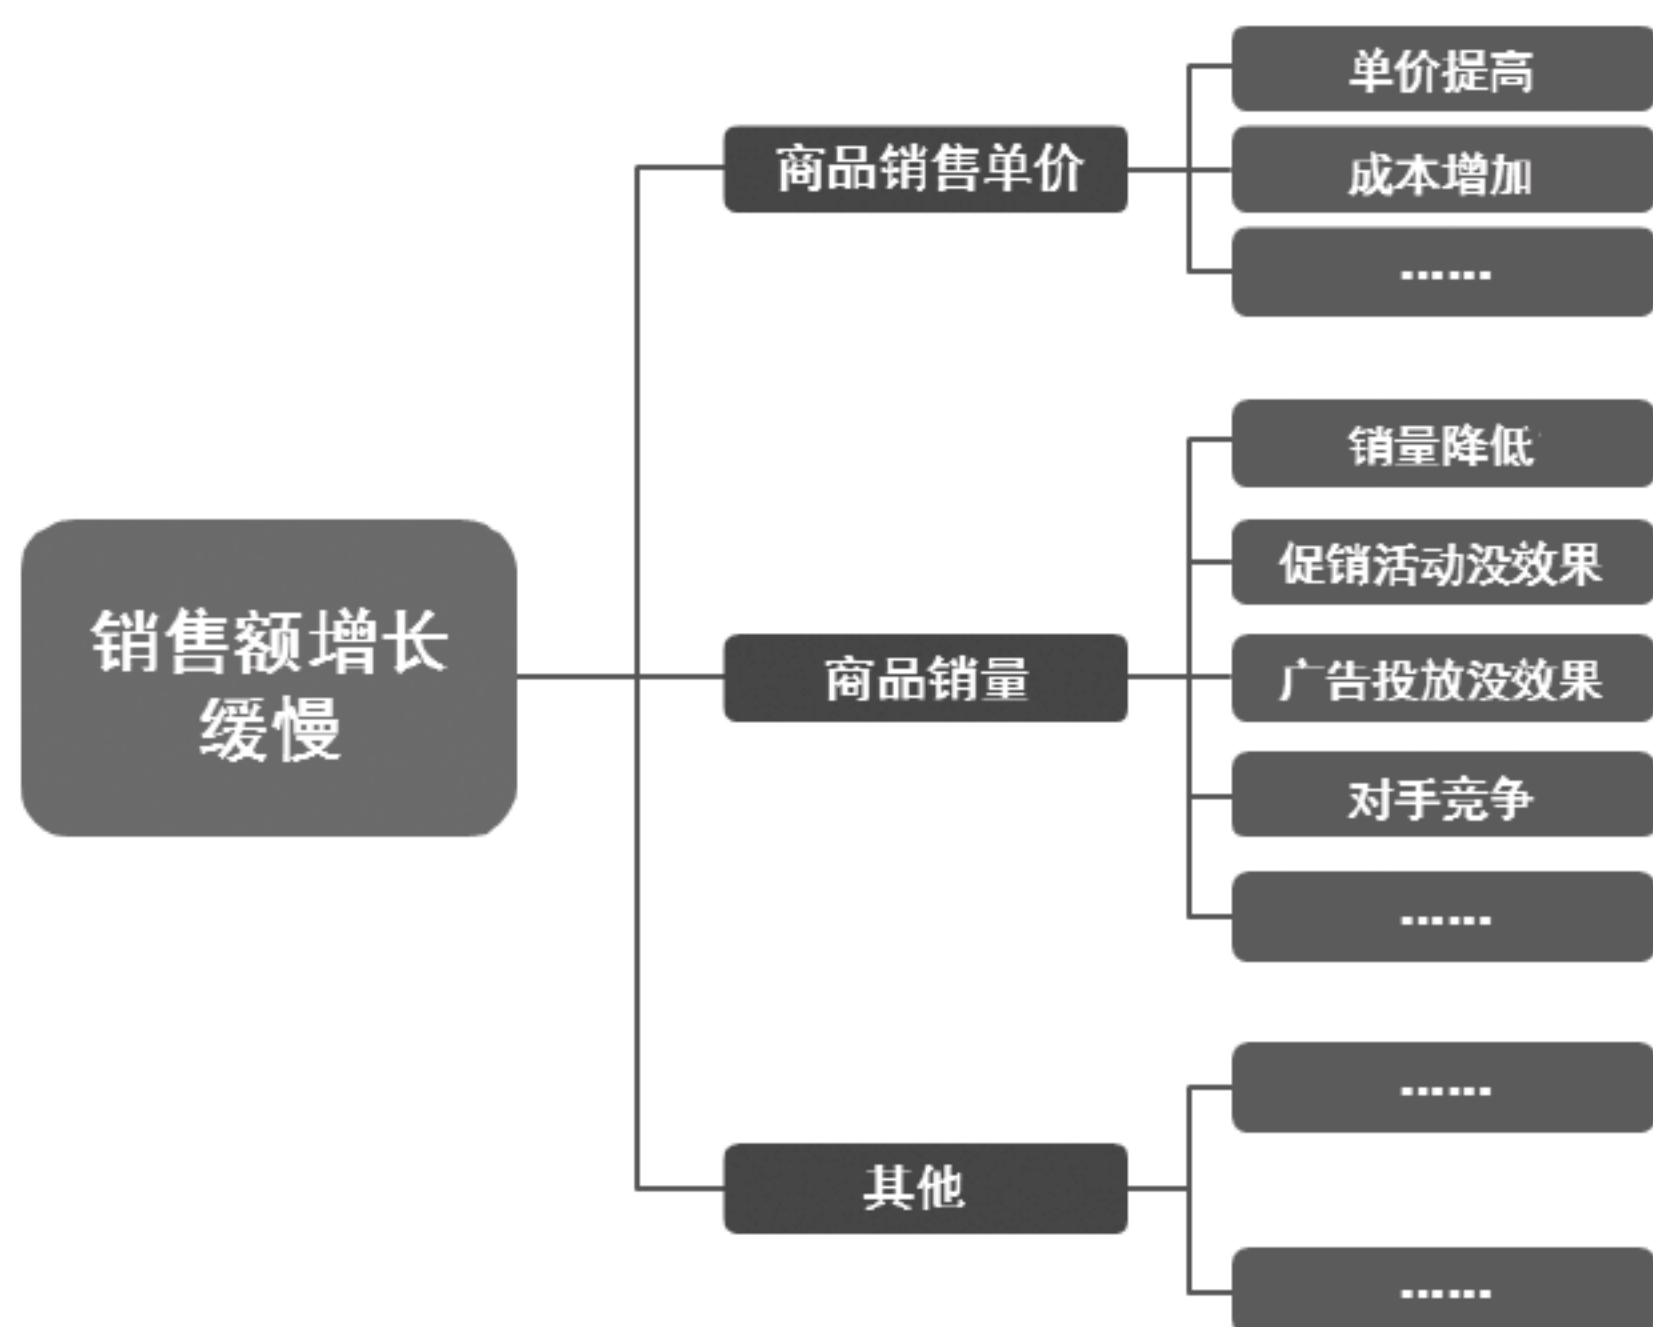 单价提高
商品销售单价
成本增加
……
销量降低
促销活动没效果
销售额增长
缓慢
商品销量
广告投放没效果
对手竞争
……
……
其他
……